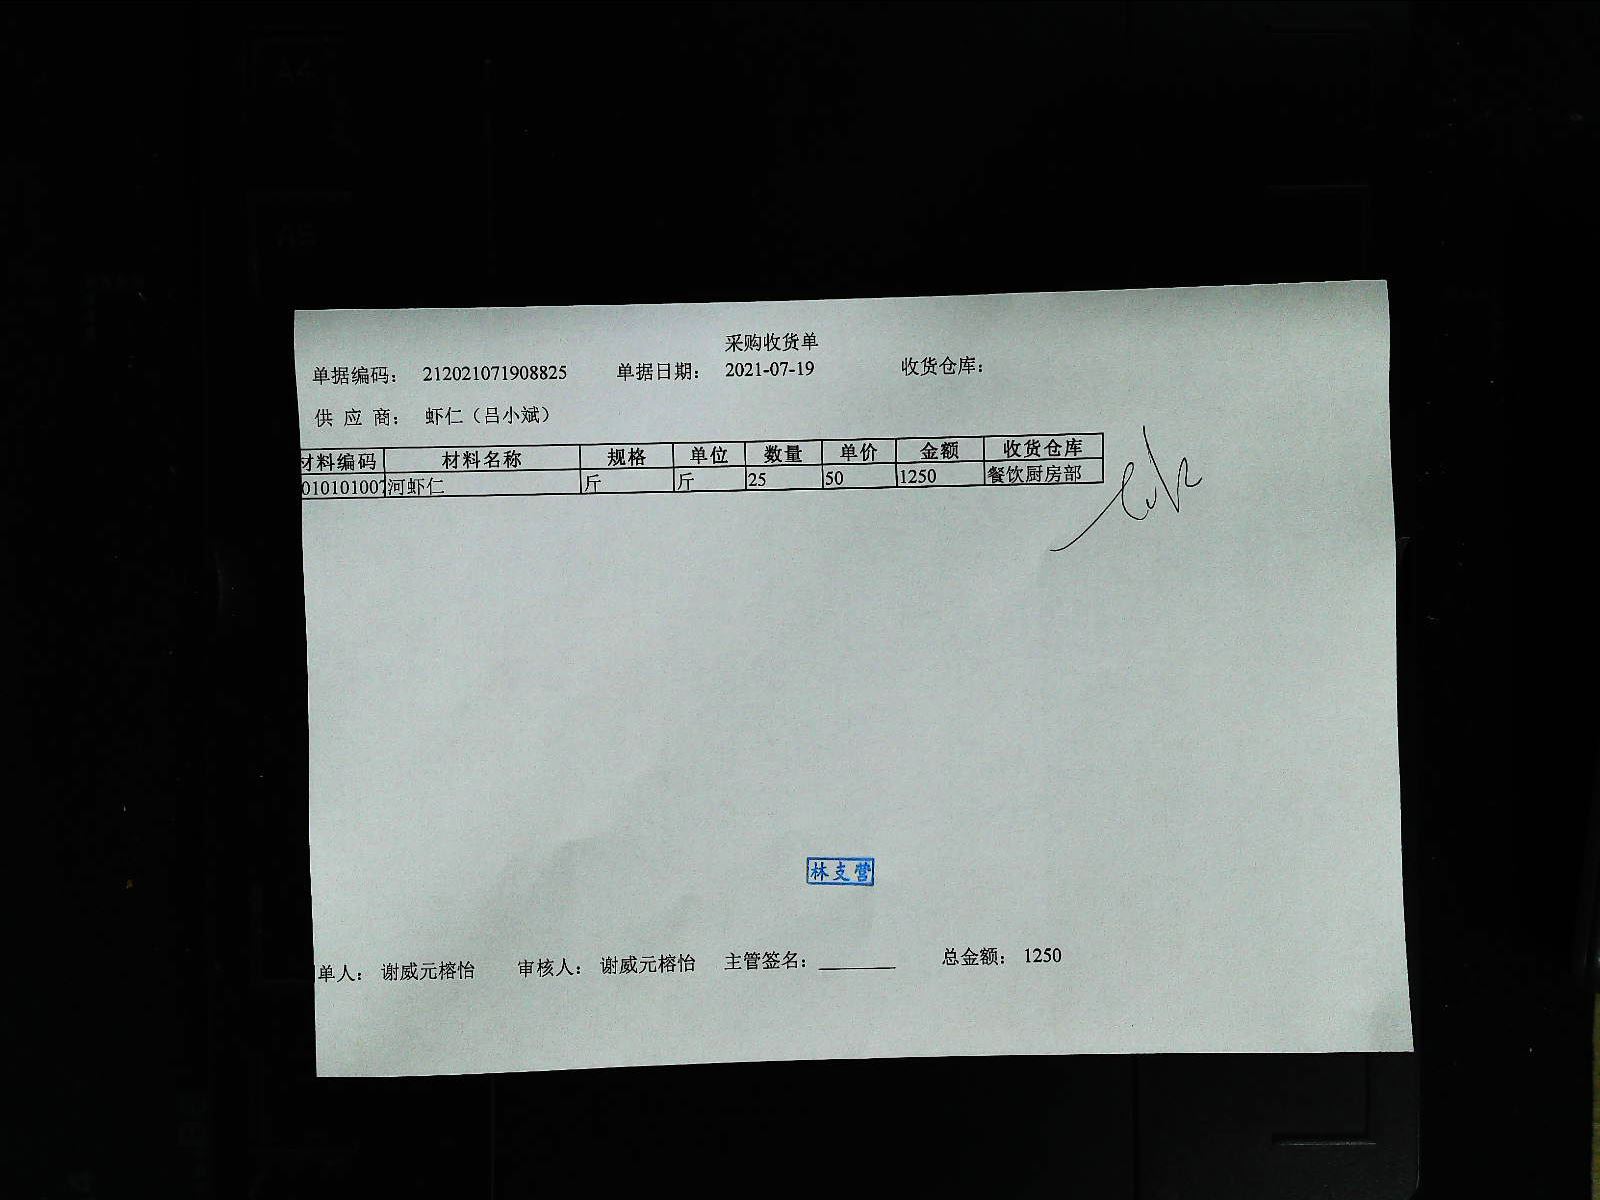 采购收货单
单据编码： 212021071908825 单据日期： 2021-07-19 收货仓库：
供 应 商： 虾仁（吕小斌）
材料编码 材料名称 规格 单位 数量 单价 金额 收货仓库
010101007 河虾仁 斤 斤 25 50 1250 餐饮厨房部
林支营
单人： 谢威元榕怡 审核人： 谢威元榕怡 主管签名：________ 总金额： 1250